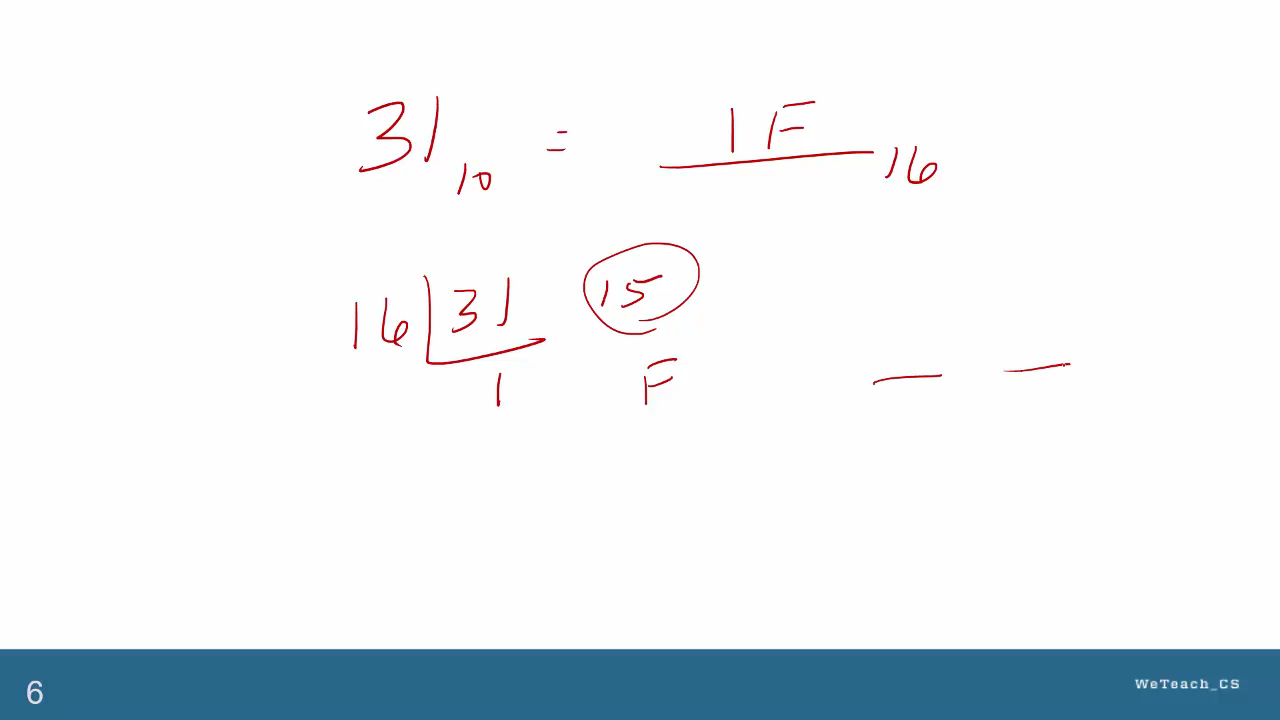 31₁₀ = 1F₁₆
16 31 15
1 F
6
WeTeach_CS